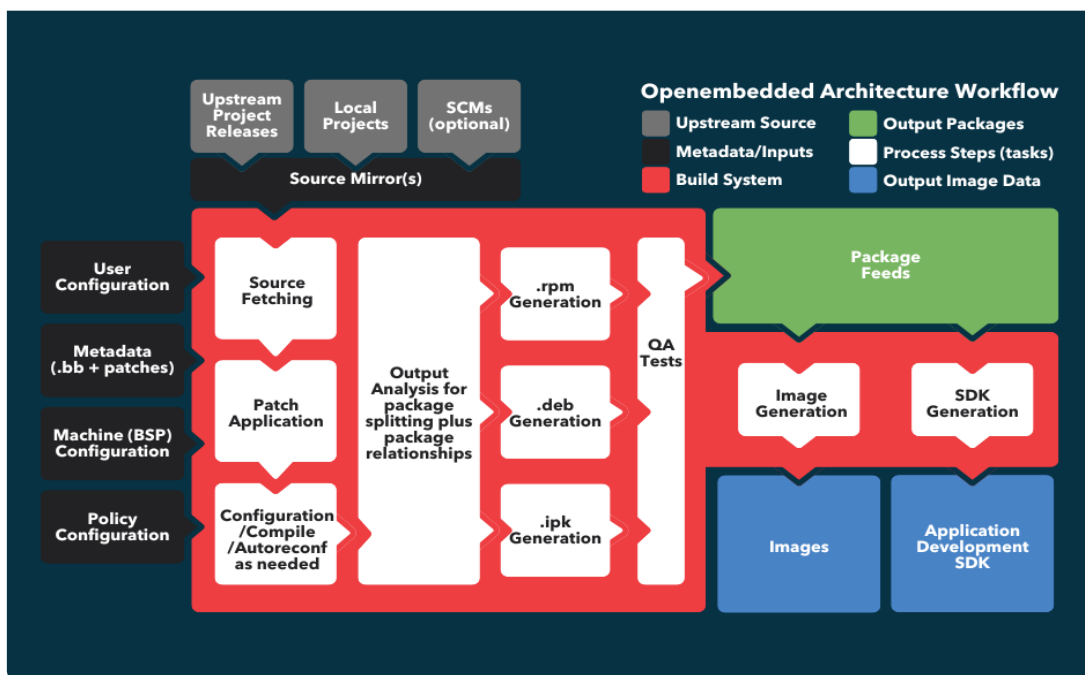 Upstream
Project
Releases
Local
Projects
SCMs
(optional)
Source Mirror(s)
Openembedded Architecture Workflow
Upstream Source
Metadata/Inputs
Build System
Output Packages
Process Steps (tasks)
Output Image Data
User
Configuration
Metadata
(.bb + patches)
Machine (BSP)
Configuration
Policy
Configuration
Source
Fetching
Patch
Application
Configuration
/Compile
/Autoreconf
as needed
Output
Analysis for
package
splitting plus
package
relationships
.rpm
Generation
.deb
Generation
.ipk
Generation
QA
Tests
Package
Feeds
Image
Generation
SDK
Generation
Images
Application
Development
SDK